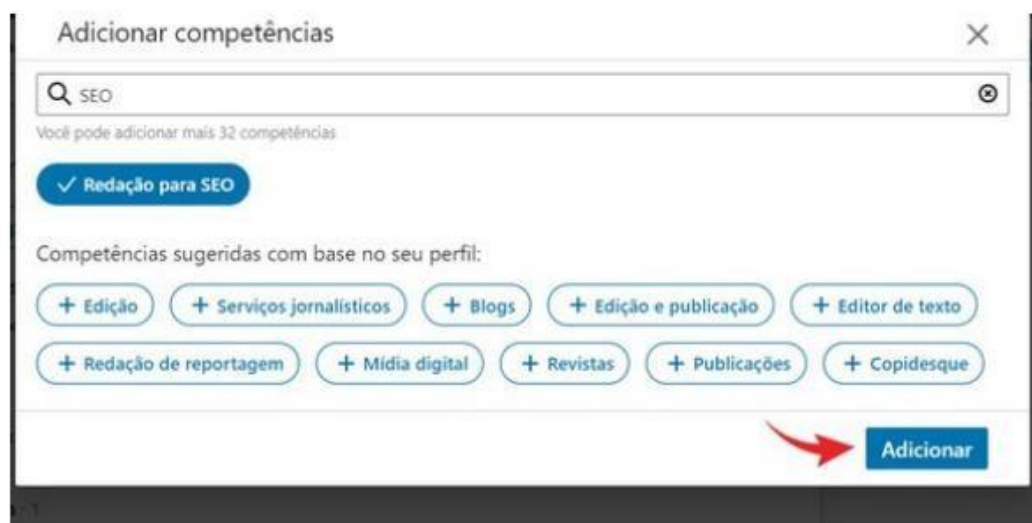 Adicionar competências
SEO
Você pode adicionar mais 32 competências
Redação para SEO
Competências sugeridas com base no seu perfil:
+ Edição + Serviços jornalísticos + Blogs + Edição e publicação + Editor de texto
+ Redação de reportagem + Mídia digital + Revistas + Publicações + Copidesque
Adicionar